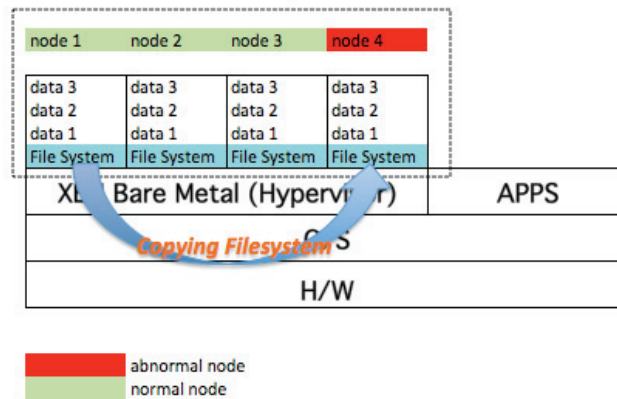 node 1 node 2 node 3 node 4
data 3 data 3 data 3 data 3
data 2 data 2 data 2 data 2
data 1 data 1 data 1 data 1
File System File System File System File System
Bare Metal APPS
Copying Filesystem
H/W
abnormal node
normal node